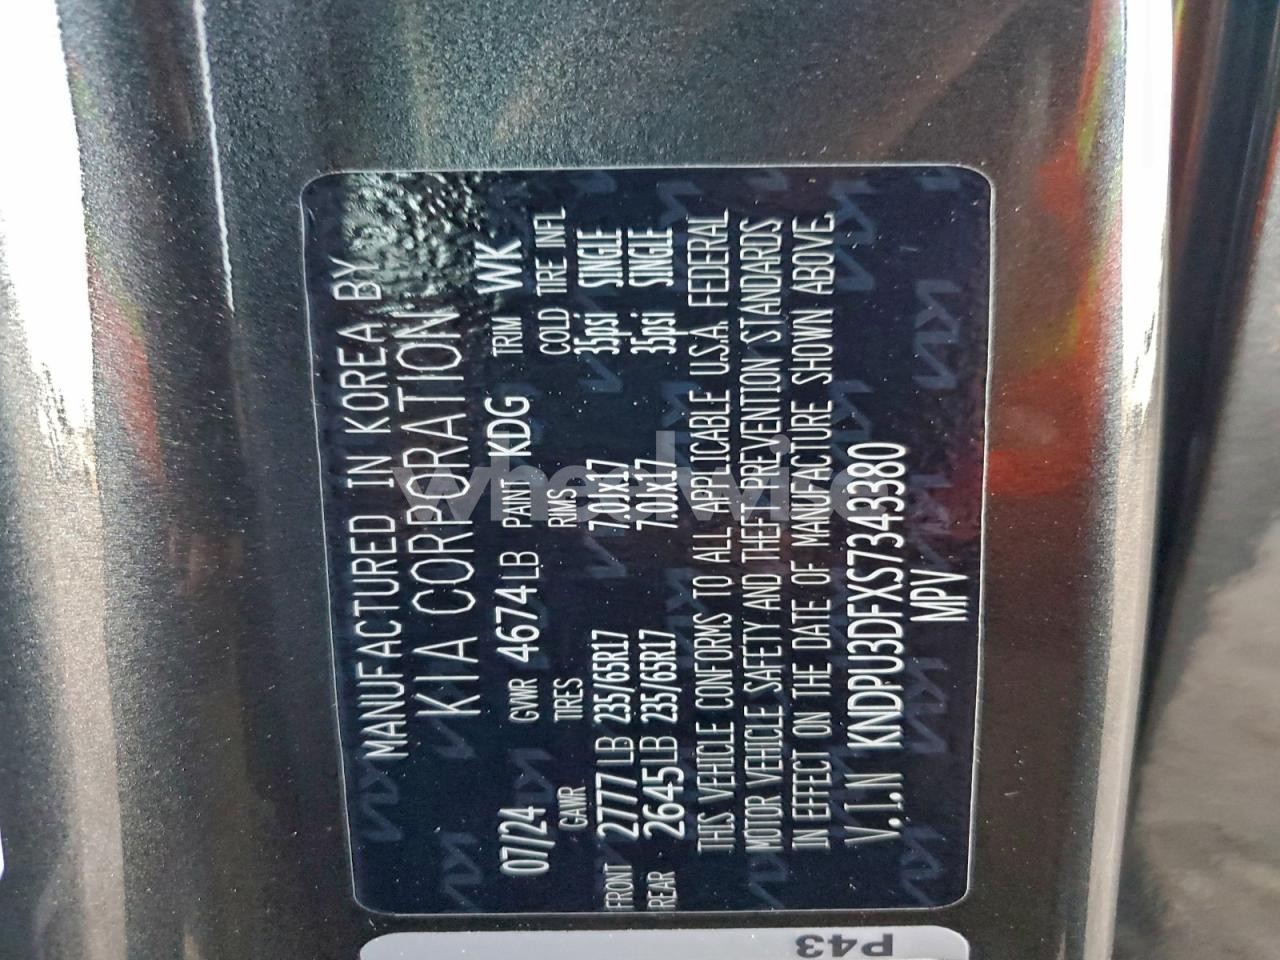 MANUFACTURED IN KOREA BY
KIA CORPORATION
07/24 GVWR 4674LB PAINT KDG TRIM WK
GAWR TIRES RIMS COLD TIRE INFL
FRONT 2777 LB 235/65R17 7.0Jx17 35psi SINGLE
REAR 2645LB 235/65R17 7.0Jx17 35psi SINGLE
THIS VEHICLE CONFORMS TO ALL APPLICABLE U.S.A. FEDERAL
MOTOR VEHICLE SAFETY AND THEFT PREVENTION STANDARDS
IN EFFECT ON THE DATE OF MANUFACTURE SHOWN ABOVE.
V.I.N KNDPU3DFXS7343380
MPV
P43